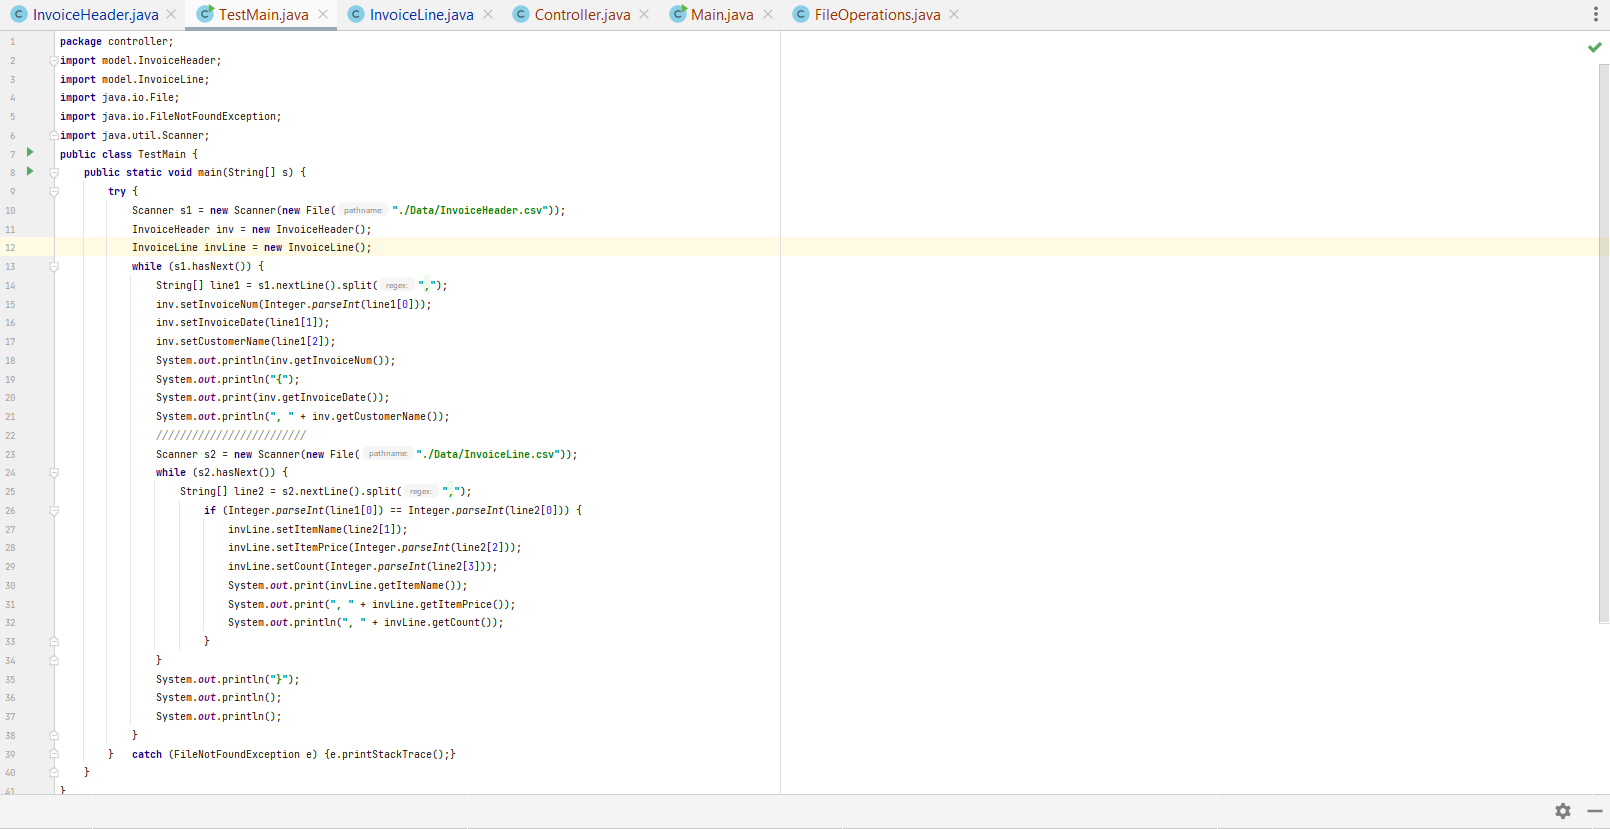 InvoiceHeader.java TestMain.java InvoiceLine.java Controller.java Main.java FileOperations.java
1 package controller;
2 import model.InvoiceHeader;
3 import model.InvoiceLine;
4 import java.io.File;
5 import java.io.FileNotFoundException;
6 import java.util.Scanner;
7 public class TestMain {
8 public static void main(String[] s) {
9 try {
10 Scanner s1 = new Scanner(new File( pathname: "./Data/InvoiceHeader.csv"));
11 InvoiceHeader inv = new InvoiceHeader();
12 InvoiceLine invLine = new InvoiceLine();
13 while (s1.hasNext()) {
14 String[] line1 = s1.nextLine().split( regex: ",");
15 inv.setInvoiceNum(Integer.parseInt(line1[0]));
16 inv.setInvoiceDate(line1[1]);
17 inv.setCustomerName(line1[2]);
18 System.out.println(inv.getInvoiceNum());
19 System.out.println("{");
20 System.out.print(inv.getInvoiceDate());
21 System.out.println(", " + inv.getCustomerName());
22 /////////////////////////
23 Scanner s2 = new Scanner(new File( pathname: "./Data/InvoiceLine.csv"));
24 while (s2.hasNext()) {
25 String[] line2 = s2.nextLine().split( regex: ",");
26 if (Integer.parseInt(line1[0]) == Integer.parseInt(line2[0])) {
27 invLine.setItemName(line2[1]);
28 invLine.setItemPrice(Integer.parseInt(line2[2]));
29 invLine.setCount(Integer.parseInt(line2[3]));
30 System.out.print(invLine.getItemName());
31 System.out.print(", " + invLine.getItemPrice());
32 System.out.println(", " + invLine.getCount());
33 }
34 }
35 System.out.println("}");
36 System.out.println();
37 System.out.println();
38 }
39 } catch (FileNotFoundException e) {e.printStackTrace();}
40 }
41 }